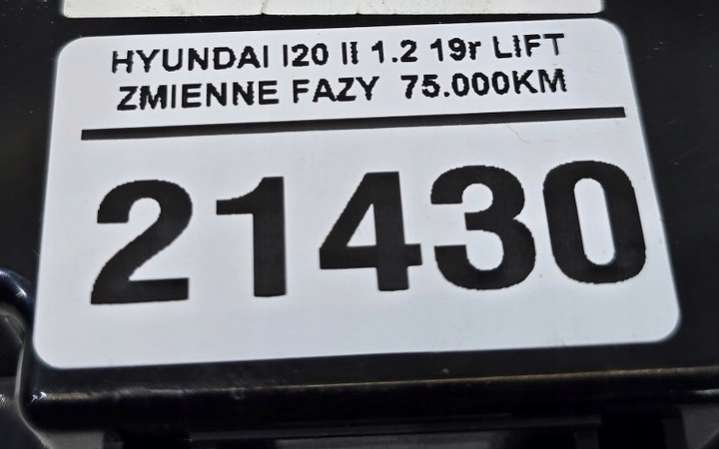 HYUNDAI I20 II 1.2 19r LIFT
ZMIENNE FAZY 75.000KM
21430